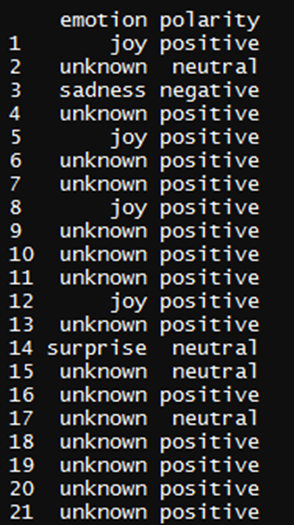 emotion polarity
1 joy positive
2 unknown neutral
3 sadness negative
4 unknown positive
5 joy positive
6 unknown positive
7 unknown positive
8 joy positive
9 unknown positive
10 unknown positive
11 unknown positive
12 joy positive
13 unknown positive
14 surprise neutral
15 unknown neutral
16 unknown positive
17 unknown neutral
18 unknown positive
19 unknown positive
20 unknown positive
21 unknown positive